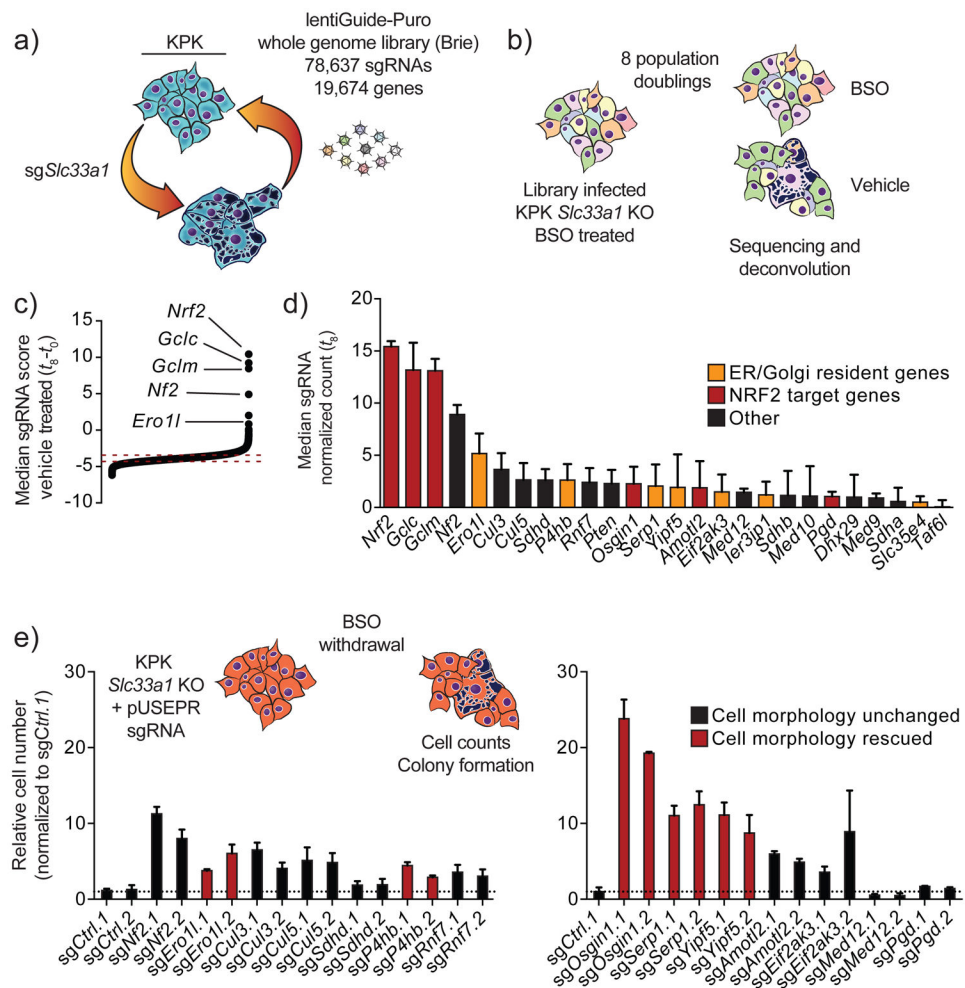 a)
KPK
lentiGuide-Puro
whole genome library (Brie)
78,637 sgRNAs
19,674 genes
sgSlc33a1
b)
8 population
doublings
BSO
Vehicle
Library infected
KPK Slc33a1 KO
BSO treated
Sequencing and
deconvolution
c)
Median sgRNA score
vehicle treated (t8-t0)
15
10
5
0
-5
-10
Nrf2
Gclc
Gclm
Nf2
Ero1l
d)
Median sgRNA
normalized count (t8)
20
15
10
5
0
ER/Golgi resident genes
NRF2 target genes
Other
Nrf2
Gclc
Gclm
Nf2
Ero1l
Cul3
Cul5
Sdhd
P4hb
Rnf7
Pten
Osgin1
Serp1
Yipf5
Amotl2
Eif2ak3
Med12
Ier3ip1
Sdhb
Med10
Pgd
Dhx29
Med9
Sdha
Slc35e4
Taf6l
e)
BSO
withdrawal
KPK
Slc33a1 KO
+ pUSEPR
sgRNA
Cell counts
Colony formation
Relative cell number
(normalized to sgCtrl.1)
30
20
10
0
sgCtrl.1
sgCtrl.2
sgNf2.1
sgNf2.2
sgEro1l.1
sgEro1l.2
sgCul3.1
sgCul3.2
sgCul5.1
sgCul5.2
sgSdhd.1
sgSdhd.2
sgP4hb.1
sgP4hb.2
sgRnf7.1
sgRnf7.2
30
20
10
0
Cell morphology unchanged
Cell morphology rescued
sgCtrl.1
sgOsgin1.1
sgOsgin1.2
sgSerp1.1
sgSerp1.2
sgYipf5.1
sgYipf5.2
sgAmotl2.1
sgAmotl2.2
sgEif2ak3.1
sgEif2ak3.2
sgMed12.1
sgMed12.2
sgPgd.1
sgPgd.2